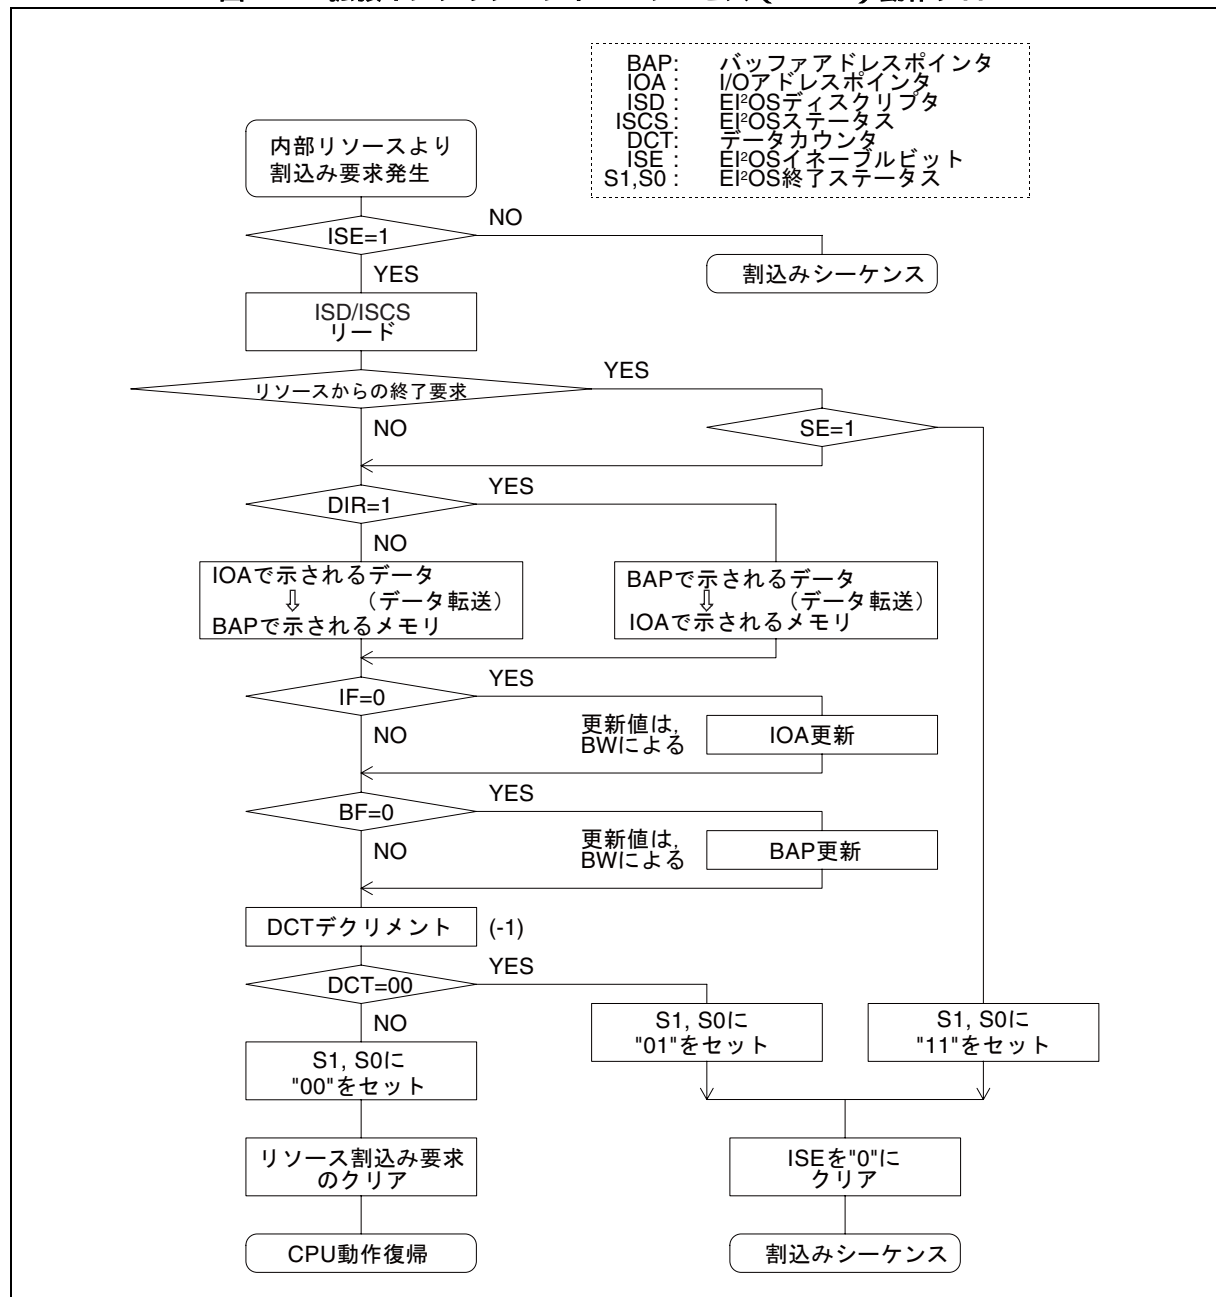 BAP: バッファアドレスポインタ
IOA : I/Oアドレスポインタ
ISD : EI²OSディスクリプタ
ISCS : EI²OSステータス
DCT: データカウンタ
ISE : EI²OSイネーブルビット
S1,S0 : EI²OS終了ステータス
内部リソースより
割込み要求発生
ISE=1
NO
YES
割込みシーケンス
ISD/ISCS
リード
リソースからの終了要求
YES
NO
SE=1
DIR=1
YES
NO
IOAで示されるデータ
⇩ (データ転送)
BAPで示されるメモリ
BAPで示されるデータ
⇩ (データ転送)
IOAで示されるメモリ
IF=0
YES
NO
更新値は,
BWによる
IOA更新
BF=0
YES
NO
更新値は,
BWによる
BAP更新
DCTデクリメント (-1)
DCT=00
YES
NO
S1, S0に
"00"をセット
S1, S0に
"01"をセット
S1, S0に
"11"をセット
リソース割込み要求
のクリア
ISEを"0"に
クリア
CPU動作復帰
割込みシーケンス